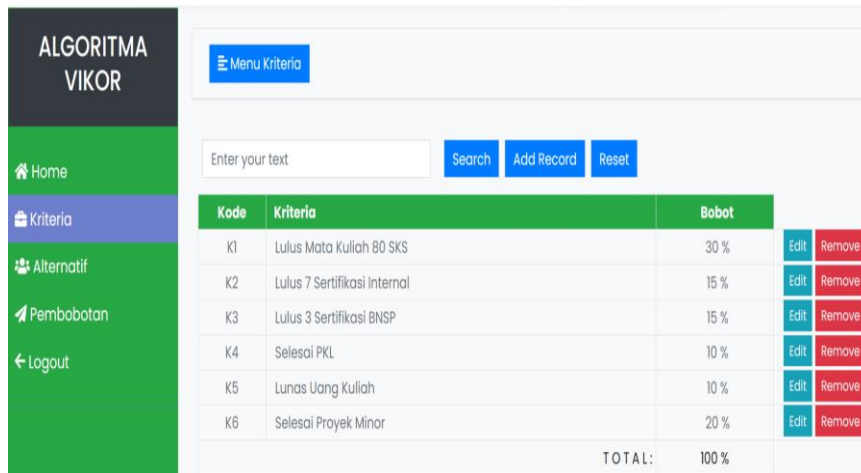 ALGORITMA
VIKOR
Menu Kriteria
Home
Kriteria
Alternatif
Pembobotan
Logout
Enter your text Search Add Record Reset
Kode Kriteria Bobot
K1 Lulus Mata Kuliah 80 SKS 30 % Edit Remove
K2 Lulus 7 Sertifikasi Internal 15 % Edit Remove
K3 Lulus 3 Sertifikasi BNSP 15 % Edit Remove
K4 Selesai PKL 10 % Edit Remove
K5 Lunas Uang Kuliah 10 % Edit Remove
K6 Selesai Proyek Minor 20 % Edit Remove
TOTAL: 100 %